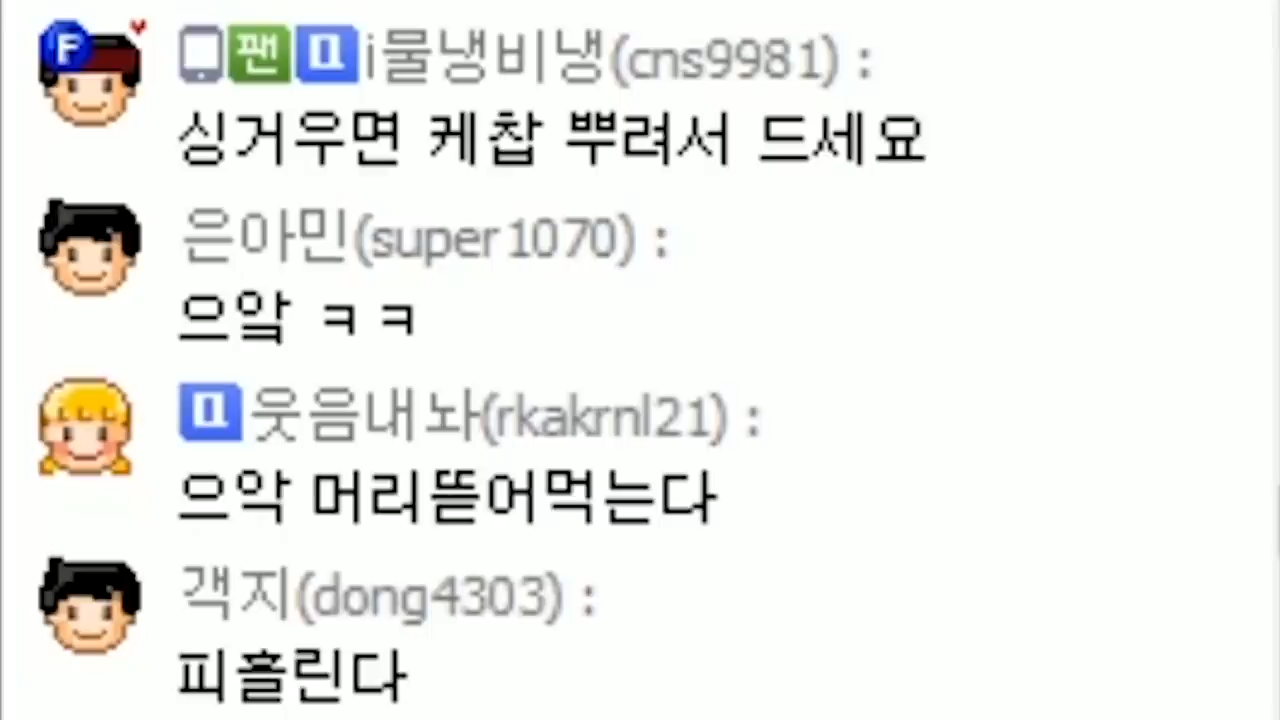 F 팬 i물냉비냉(cns9981) :
싱거우면 케찹 뿌려서 드세요
은아민(super1070) :
으앜 ㅋㅋ
웃음내놔(rkakrnl21) :
으악 머리뜯어먹는다
객지(dong4303) :
피흘린다